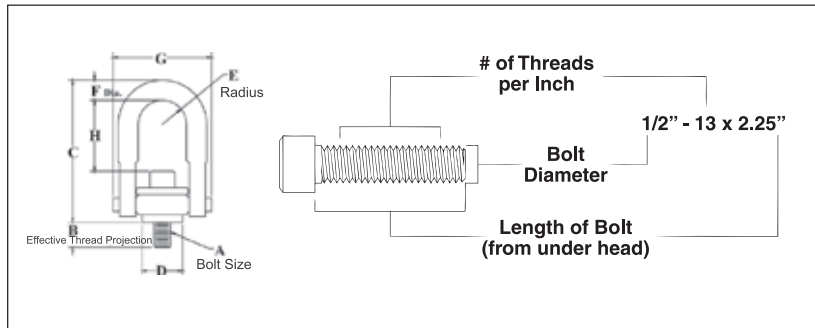 G
E
Radius
F Dia.
H
C
B
Effective Thread Projection
A
Bolt Size
D
# of Threads
per Inch
1/2” - 13 x 2.25”
Bolt
Diameter
Length of Bolt
(from under head)